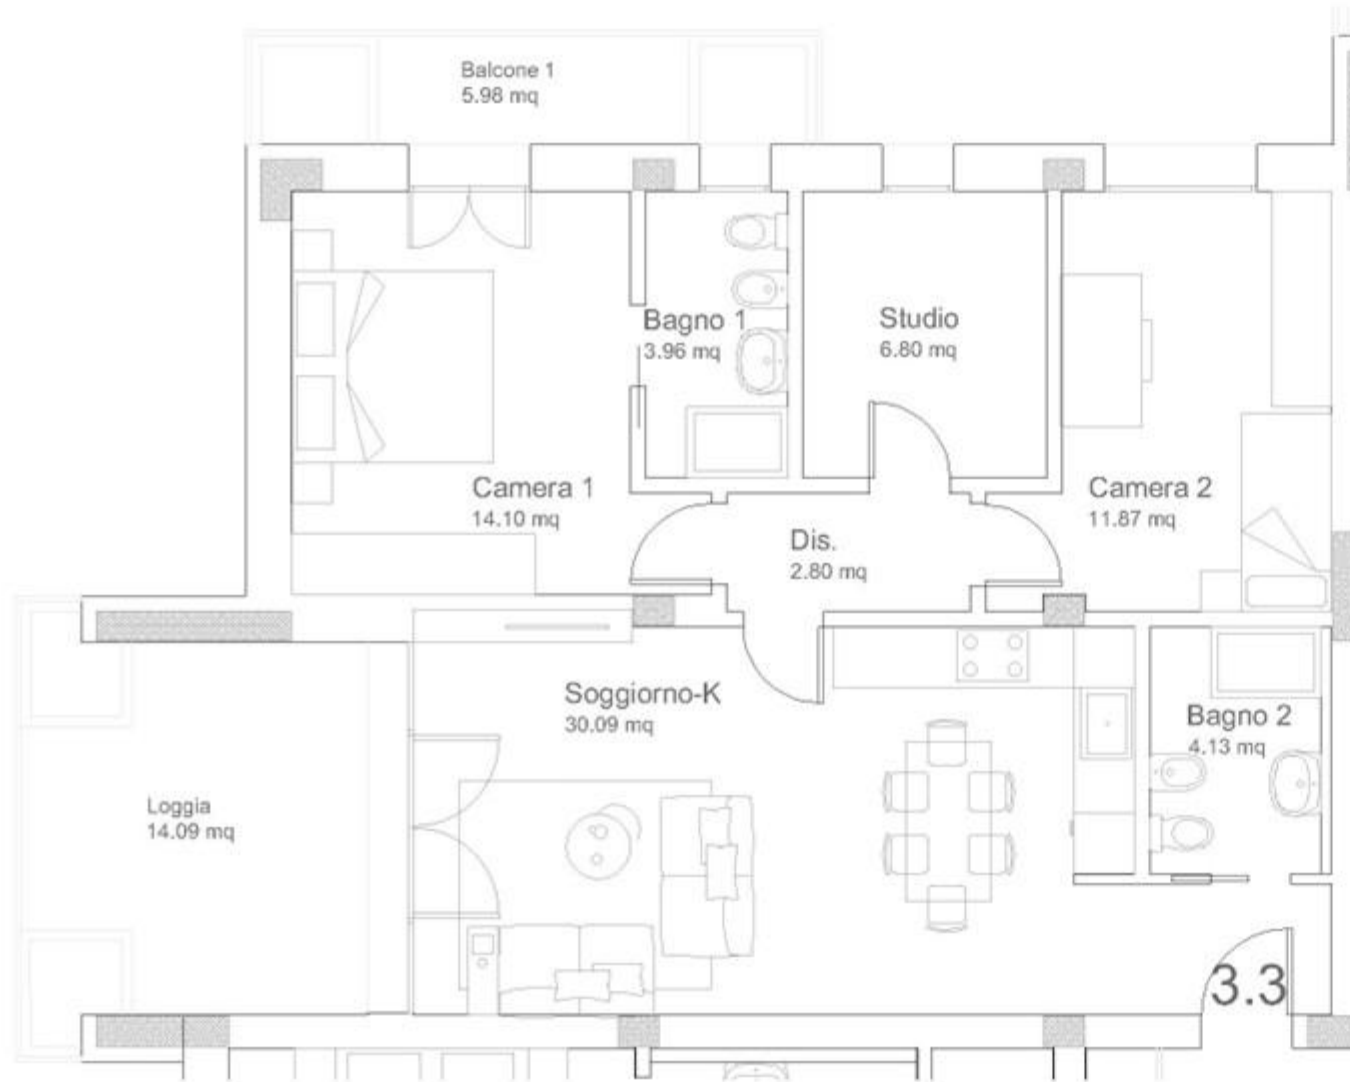 Balcone 1
5.98 mq
Bagno 1
3.96 mq
Studio
6.80 mq
Camera 1
14.10 mq
Camera 2
11.87 mq
Dis.
2.80 mq
Soggiorno-K
30.09 mq
Bagno 2
4.13 mq
Loggia
14.09 mq
3.3